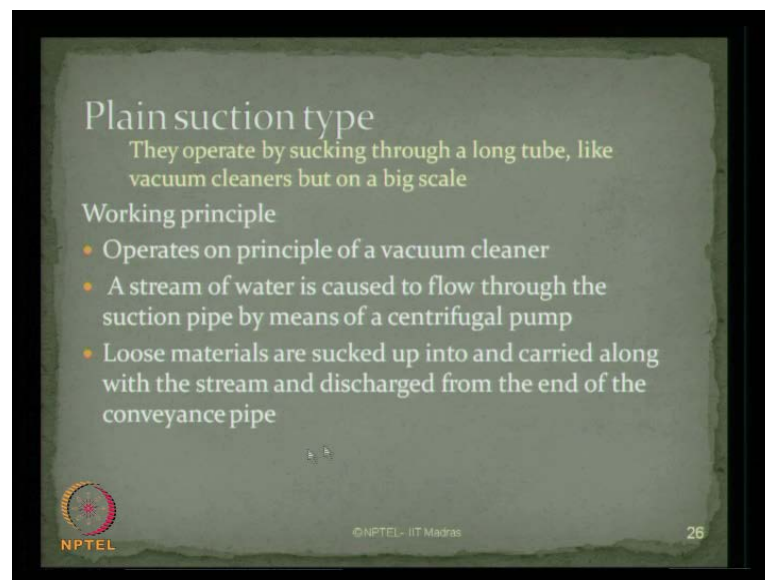 Plain suction type
They operate by sucking through a long tube, like
vacuum cleaners but on a big scale
Working principle
• Operates on principle of a vacuum cleaner
• A stream of water is caused to flow through the
suction pipe by means of a centrifugal pump
• Loose materials are sucked up into and carried along
with the stream and discharged from the end of the
conveyance pipe
NPTEL
©NPTEL- IIT Madras
26